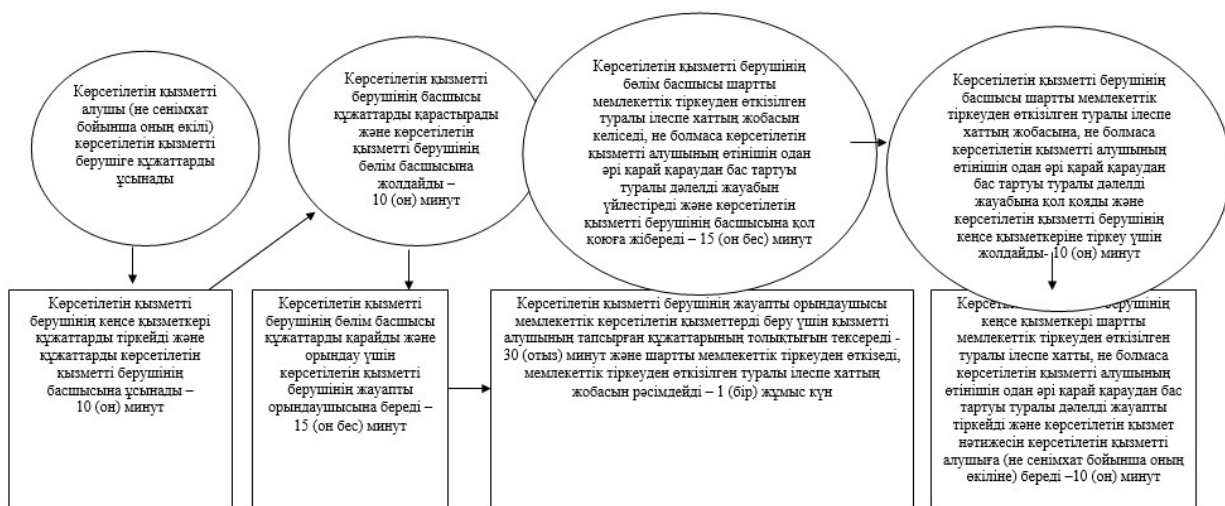 Көрсетілетін қызметті
алушы (не сенімхат
бойынша оның өкілі)
көрсетілетін қызметті
берушіге құжаттарды
ұсынады
Көрсетілетін қызметті
берушінің кеңсе қызметкері
құжаттарды тіркейді және
құжаттарды көрсетілетін
қызметті берушінің
басшысына ұсынады –
10 (он) минут
Көрсетілетін қызметті
берушінің басшысы
құжаттарды қарастырады
және көрсетілетін
қызметті берушінің
бөлім басшысына
жолдайды –
10 (он) минут
Көрсетілетін қызметті
берушінің бөлім басшысы
құжаттарды қарайды және
орындау үшін
көрсетілетін қызметті
берушінің жауапты
орындаушысына береді –
15 (он бес) минут
Көрсетілетін қызметті берушінің жауапты орындаушысы
мемлекеттік көрсетілетін қызметтерді беру үшін қызметті
алушының тапсырған құжаттарының толықтығын тексереді -
30 (отыз) минут және шартты мемлекеттік тіркеуден өткізеді,
мемлекеттік тіркеуден өткізілген туралы ілеспе хаттың
жобасын рәсімдейді – 1 (бір) жұмыс күн
Көрсетілетін қызметті берушінің
бөлім басшысы шартты
мемлекеттік тіркеуден өткізілген
туралы ілеспе хаттың жобасын
келіседі, не болмаса көрсетілетін
қызметті алушының өтінішін одан
әрі қарай қараудан бас тартуы
туралы дәлелді жауабын
үйлестіреді және көрсетілетін
қызметті берушінің басшысына қол
қоюға жібереді – 15 (он бес) минут
Көрсетілетін қызметті берушінің
басшысы шартты мемлекеттік
тіркеуден өткізілген туралы ілеспе
хаттың жобасына, не болмаса
көрсетілетін қызметті алушының
өтінішін одан әрі қарай қараудан
бас тартуы туралы дәлелді
жауабына қол қояды және
көрсетілетін қызметті берушінің
кеңсе қызметкеріне тіркеу үшін
жолдайды- 10 (он) минут
берушінің
кеңсе қызметкері шартты
мемлекеттік тіркеуден өткізілген
туралы ілеспе хатты, не болмаса
көрсетілетін қызметті алушының
өтінішін одан әрі қарай қараудан бас
тартуы туралы дәлелді жауапты
тіркейді және көрсетілетін қызмет
нәтижесін көрсетілетін қызметті
алушыға (не сенімхат бойынша оның
өкіліне) береді –10 (он) минут